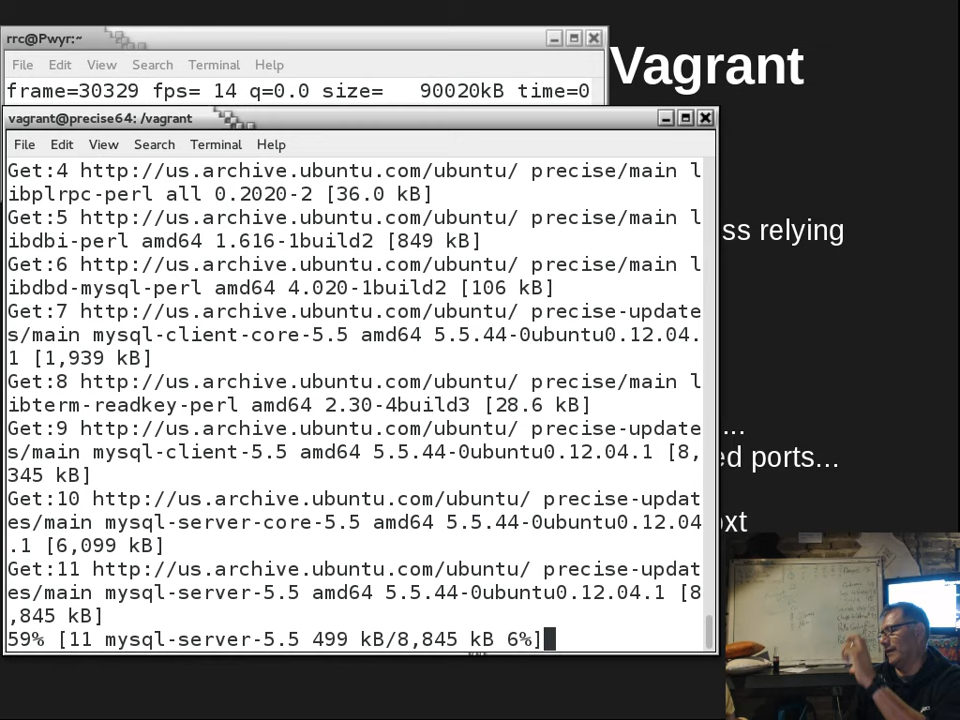 rrc@Pwyr:~
Vagrant
File Edit View Search Terminal Help
frame=30329 fps= 14 q=0.0 size=   90020kB time=0
vagrant@precise64: /vagrant
File Edit View Search Terminal Help
Get:4 http://us.archive.ubuntu.com/ubuntu/ precise/main l
ibplrpc-perl all 0.2020-2 [36.0 kB]
Get:5 http://us.archive.ubuntu.com/ubuntu/ precise/main l
ibdbi-perl amd64 1.616-1build2 [849 kB]
Get:6 http://us.archive.ubuntu.com/ubuntu/ precise/main l
ibdbd-mysql-perl amd64 4.020-1build2 [106 kB]
Get:7 http://us.archive.ubuntu.com/ubuntu/ precise-update
s/main mysql-client-core-5.5 amd64 5.5.44-0ubuntu0.12.04.
1 [1,939 kB]
Get:8 http://us.archive.ubuntu.com/ubuntu/ precise/main l
ibterm-readkey-perl amd64 2.30-4build3 [28.6 kB]
Get:9 http://us.archive.ubuntu.com/ubuntu/ precise-update
s/main mysql-client-5.5 amd64 5.5.44-0ubuntu0.12.04.1 [8,
345 kB]
Get:10 http://us.archive.ubuntu.com/ubuntu/ precise-updat
es/main mysql-server-core-5.5 amd64 5.5.44-0ubuntu0.12.04
.1 [6,099 kB]
Get:11 http://us.archive.ubuntu.com/ubuntu/ precise-updat
es/main mysql-server-5.5 amd64 5.5.44-0ubuntu0.12.04.1 [8
,845 kB]
59% [11 mysql-server-5.5 499 kB/8,845 kB 6%]
ss relying
...
ed ports...
oxt